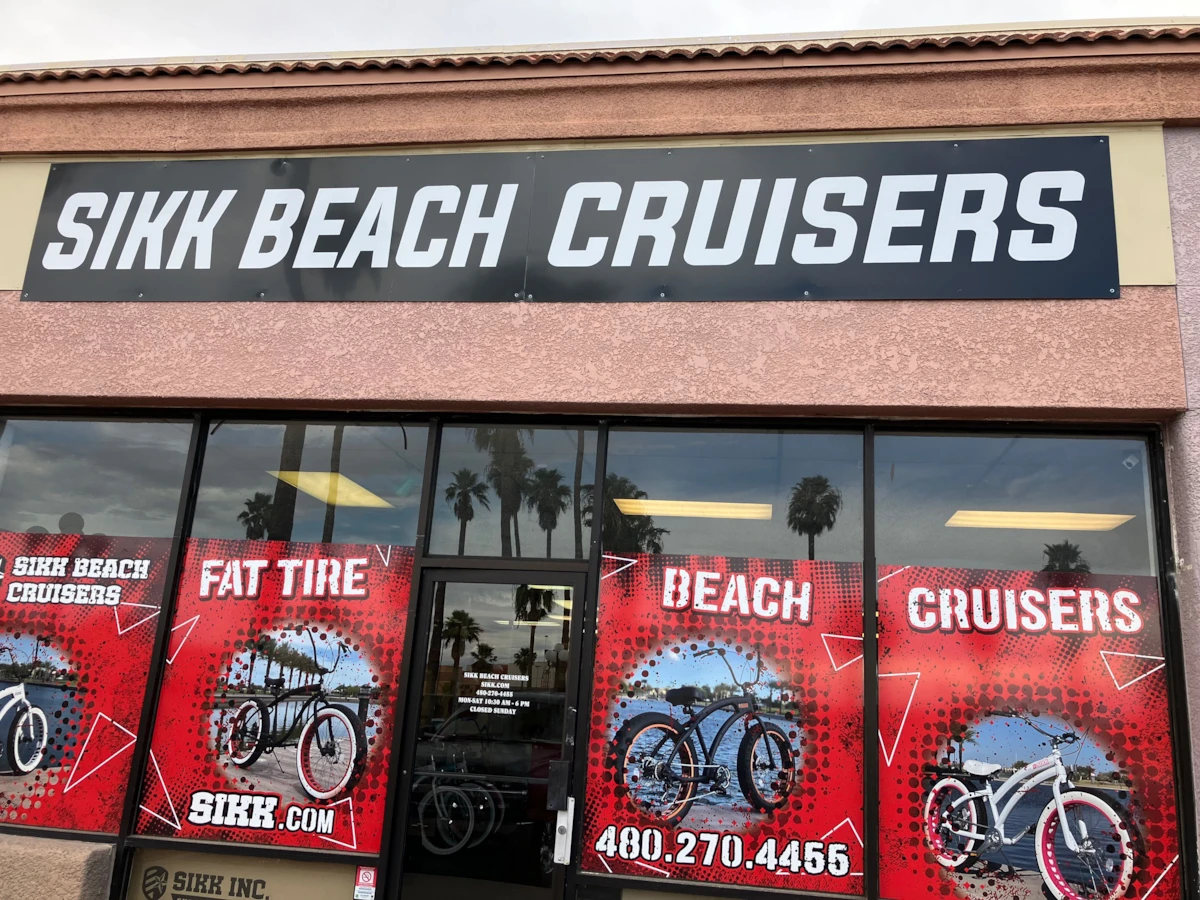 SIKK BEACH CRUISERS
SIKK BEACH
CRUISERS
FAT TIRE
SIKK.COM
SIKK BEACH CRUISERS
SIKK.COM
480-270-4455
MON-SAT 10:30 AM - 6 PM
CLOSED SUNDAY
BEACH
480.270.4455
CRUISERS
SIKK INC.